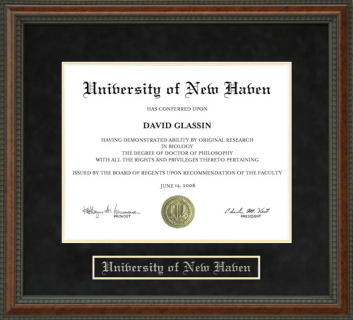 University of New Haven
HAS CONFERRED UPON
DAVID GLASSIN
HAVING DEMONSTRATED ABILITY BY ORIGINAL RESEARCH
IN BIOLOGY
THE DEGREE OF DOCTOR OF PHILOSOPHY
WITH ALL THE RIGHTS AND PRIVILEGES THERETO PERTAINING
ISSUED BY THE BOARD OF REGENTS UPON RECOMMENDATION OF THE FACULTY
JUNE 14, 2006
PROVOST
PRESIDENT
University of New Haven